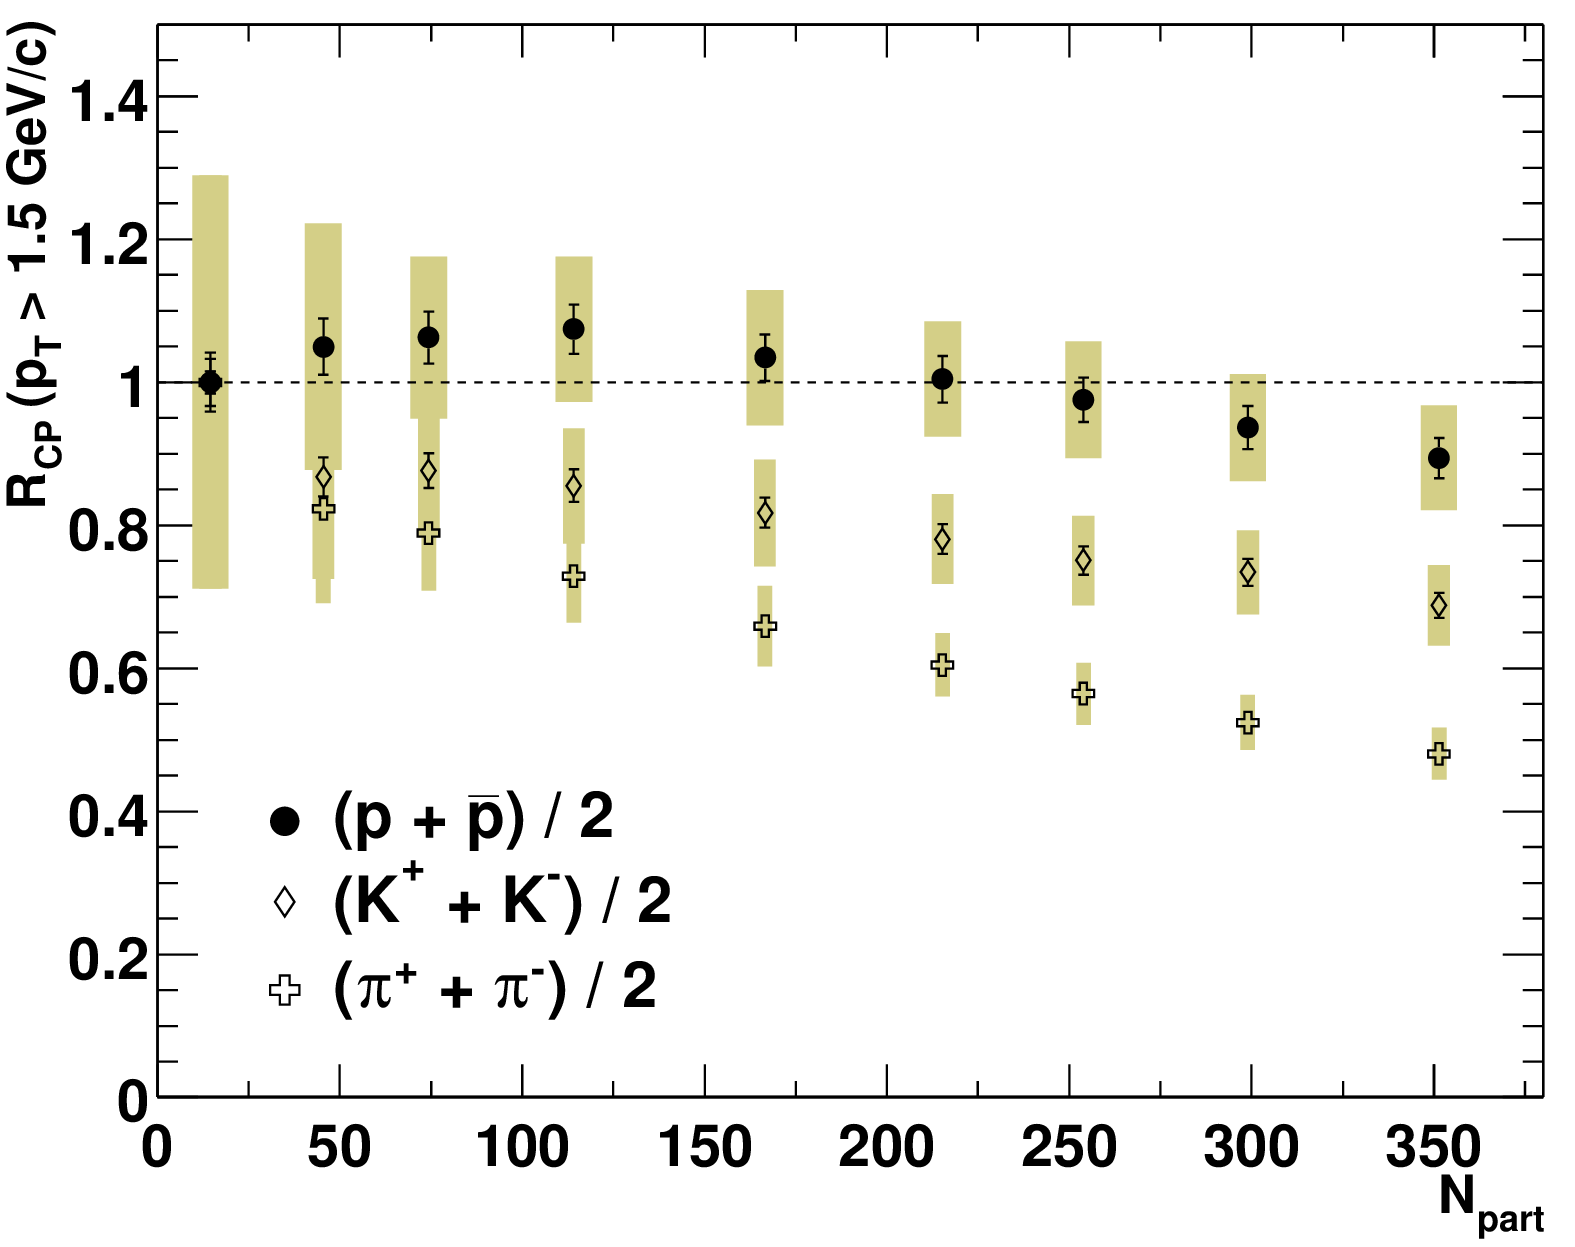 R_CP (p_T > 1.5 GeV/c)
1.4
1.2
1
0.8
0.6
0.4
0.2
0
(p + p̅) / 2
(K⁺ + K⁻) / 2
(π⁺ + π⁻) / 2
0 50 100 150 200 250 300 350
N_part